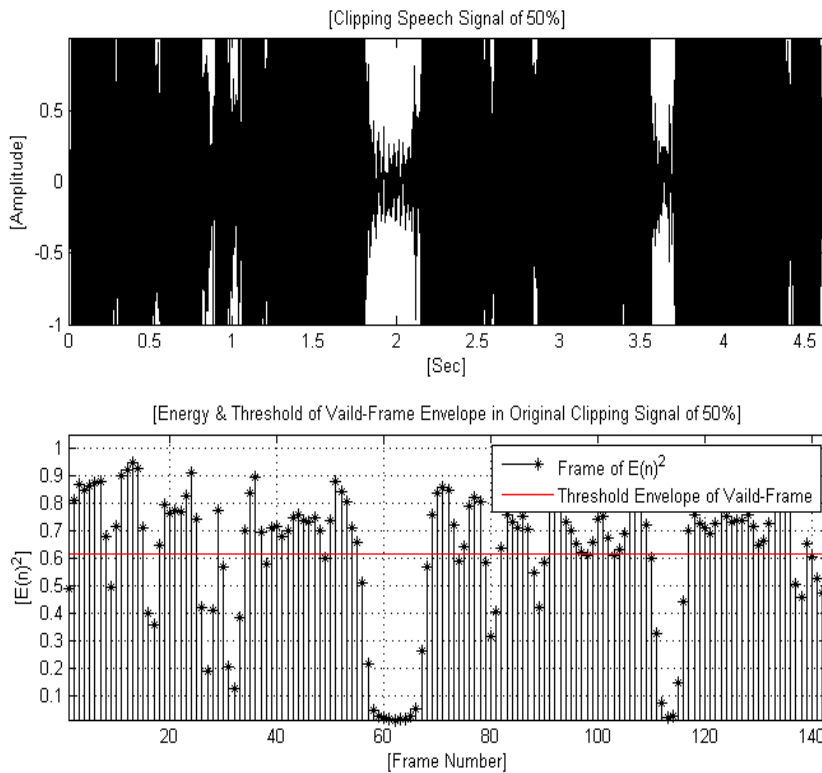 [Clipping Speech Signal of 50%]
[Amplitude]
0.5
0
-0.5
-1
0 0.5 1 1.5 2 2.5 3 3.5 4 4.5
[Sec]
[Energy & Threshold of Vaild-Frame Envelope in Original Clipping Signal of 50%]
[E(n)²]
1
0.9
0.8
0.7
0.6
0.5
0.4
0.3
0.2
0.1
Frame of E(n)²
Threshold Envelope of Vaild-Frame
20 40 60 80 100 120 140
[Frame Number]